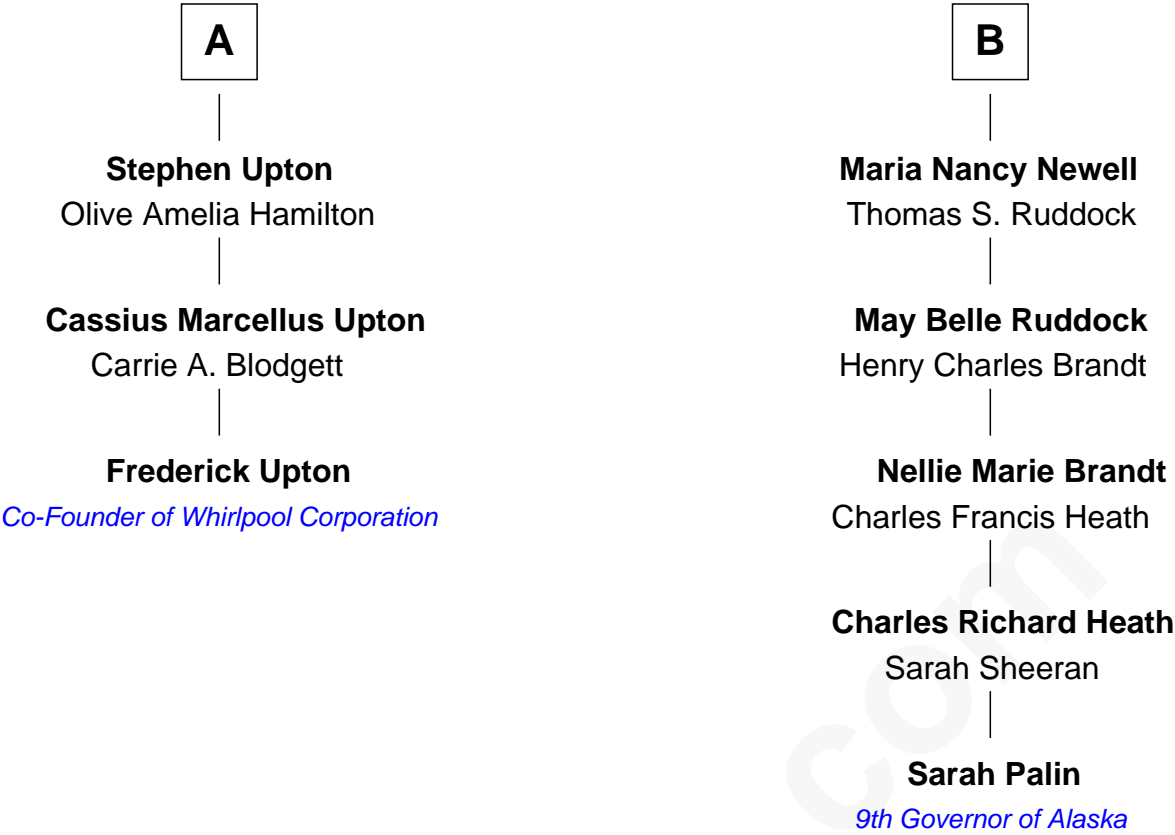 A
Stephen Upton
Olive Amelia Hamilton
Cassius Marcellus Upton
Carrie A. Blodgett
Frederick Upton
Co-Founder of Whirlpool Corporation
B
Maria Nancy Newell
Thomas S. Ruddock
May Belle Ruddock
Henry Charles Brandt
Nellie Marie Brandt
Charles Francis Heath
Charles Richard Heath
Sarah Sheeran
Sarah Palin
9th Governor of Alaska
com